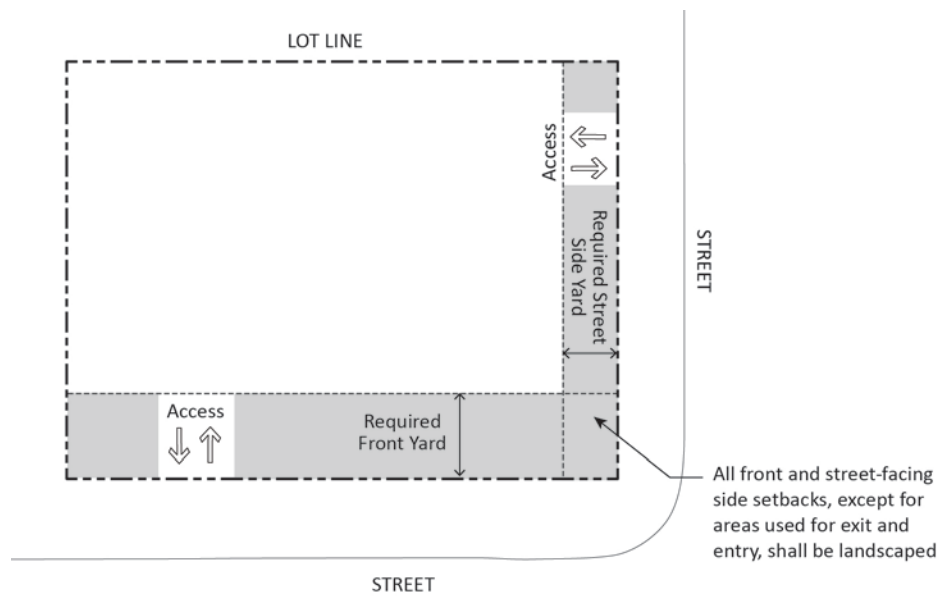 LOT LINE
Access
Required Street
Side Yard
STREET
Access
Required
Front Yard
All front and street-facing
side setbacks, except for
areas used for exit and
entry, shall be landscaped
STREET